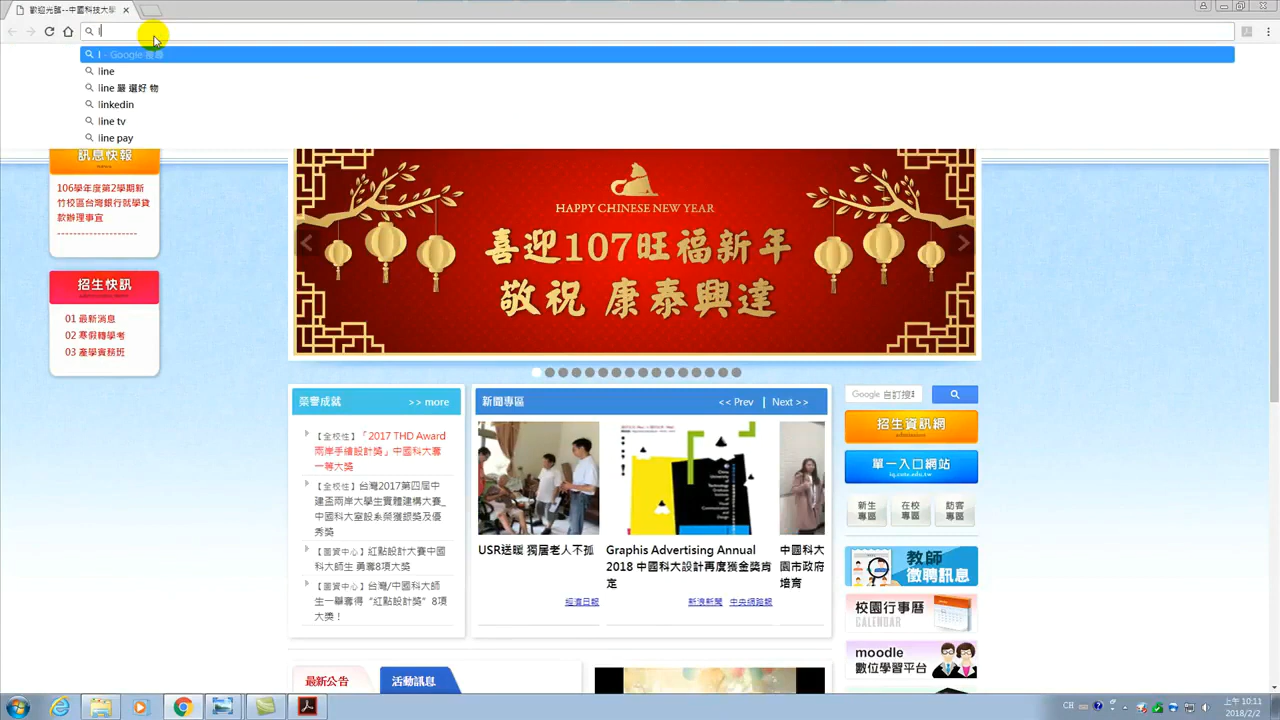 歡迎光臨--中國科技大學
l
l - Google 搜尋
line
line 嚴選好物
linkedin
line tv
line pay
訊息快報
106學年度第2學期新
竹校區台灣銀行就學貸
款辦理事宜
--------------------
招生快訊
01 最新消息
02 寒假轉學考
03 產學實務班
HAPPY CHINESE NEW YEAR
喜迎107旺福新年
敬祝 康泰興達
榮譽成就
>> more
【全校性】「2017 THD Award
兩岸手繪設計獎」中國科大奪
一等大獎
【全校性】台灣2017第四屆中
建盃兩岸大學生實體建構大賽_
中國科大室設系榮獲銀獎及優
秀獎
【圖資中心】紅點設計大賽中國
科大師生 勇奪8項大獎
【圖資中心】台灣/中國科大師
生一舉奪得“紅點設計獎”8項
大獎！
新聞專區
<< Prev | Next >>
USR送暖 獨居老人不孤
經濟日報
Graphis Advertising Annual
2018 中國科大設計再度獲金獎肯
定
新浪新聞 中央網路報
中國科大
園市政府
培育
Google 自訂搜尋
招生資訊網
單一入口網站
新生
專區
在校
專區
訪客
專區
教師
徵聘訊息
校園行事曆
CALENDAR
moodle
數位學習平台
最新公告
活動訊息
CH
上午 10:11
2018/2/2